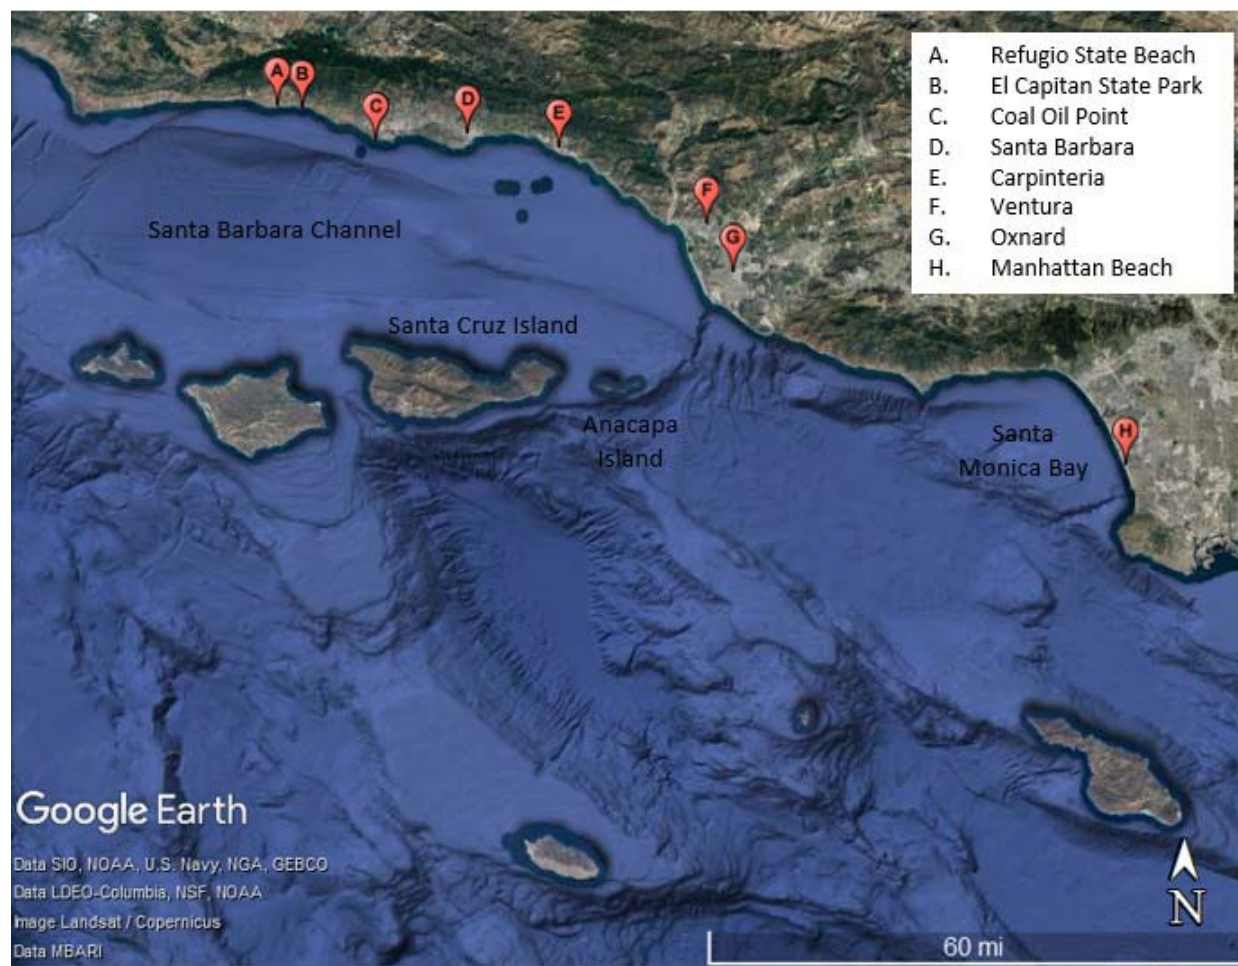 A. Refugio State Beach
B. El Capitan State Park
C. Coal Oil Point
D. Santa Barbara
E. Carpinteria
F. Ventura
G. Oxnard
H. Manhattan Beach
A
B
C
D
E
F
G
H
Santa Barbara Channel
Santa Cruz Island
Anacapa
Island
Santa
Monica Bay
Google Earth
Data SIO, NOAA, U.S. Navy, NGA, GEBCO
Data LDEO-Columbia, NSF, NOAA
Image Landsat / Copernicus
Data MBARI
N
60 mi